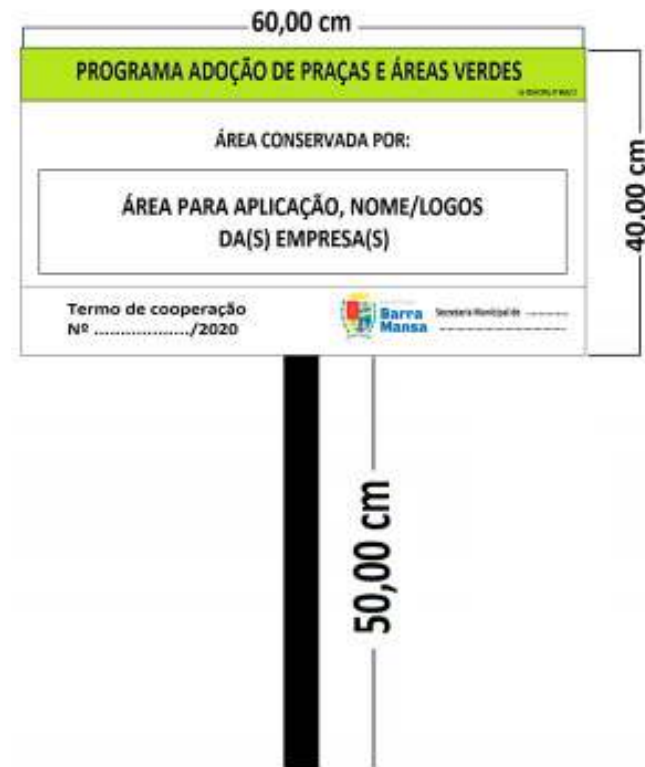 60,00 cm
PROGRAMA ADOÇÃO DE PRAÇAS E ÁREAS VERDES
ÁREA CONSERVADA POR:
40,00 cm
ÁREA PARA APLICAÇÃO, NOME/LOGOS
DA(S) EMPRESA(S)
Termo de cooperação
Nº .................../2020
Barra
Mansa
Secretaria Municipal de
50,00 cm